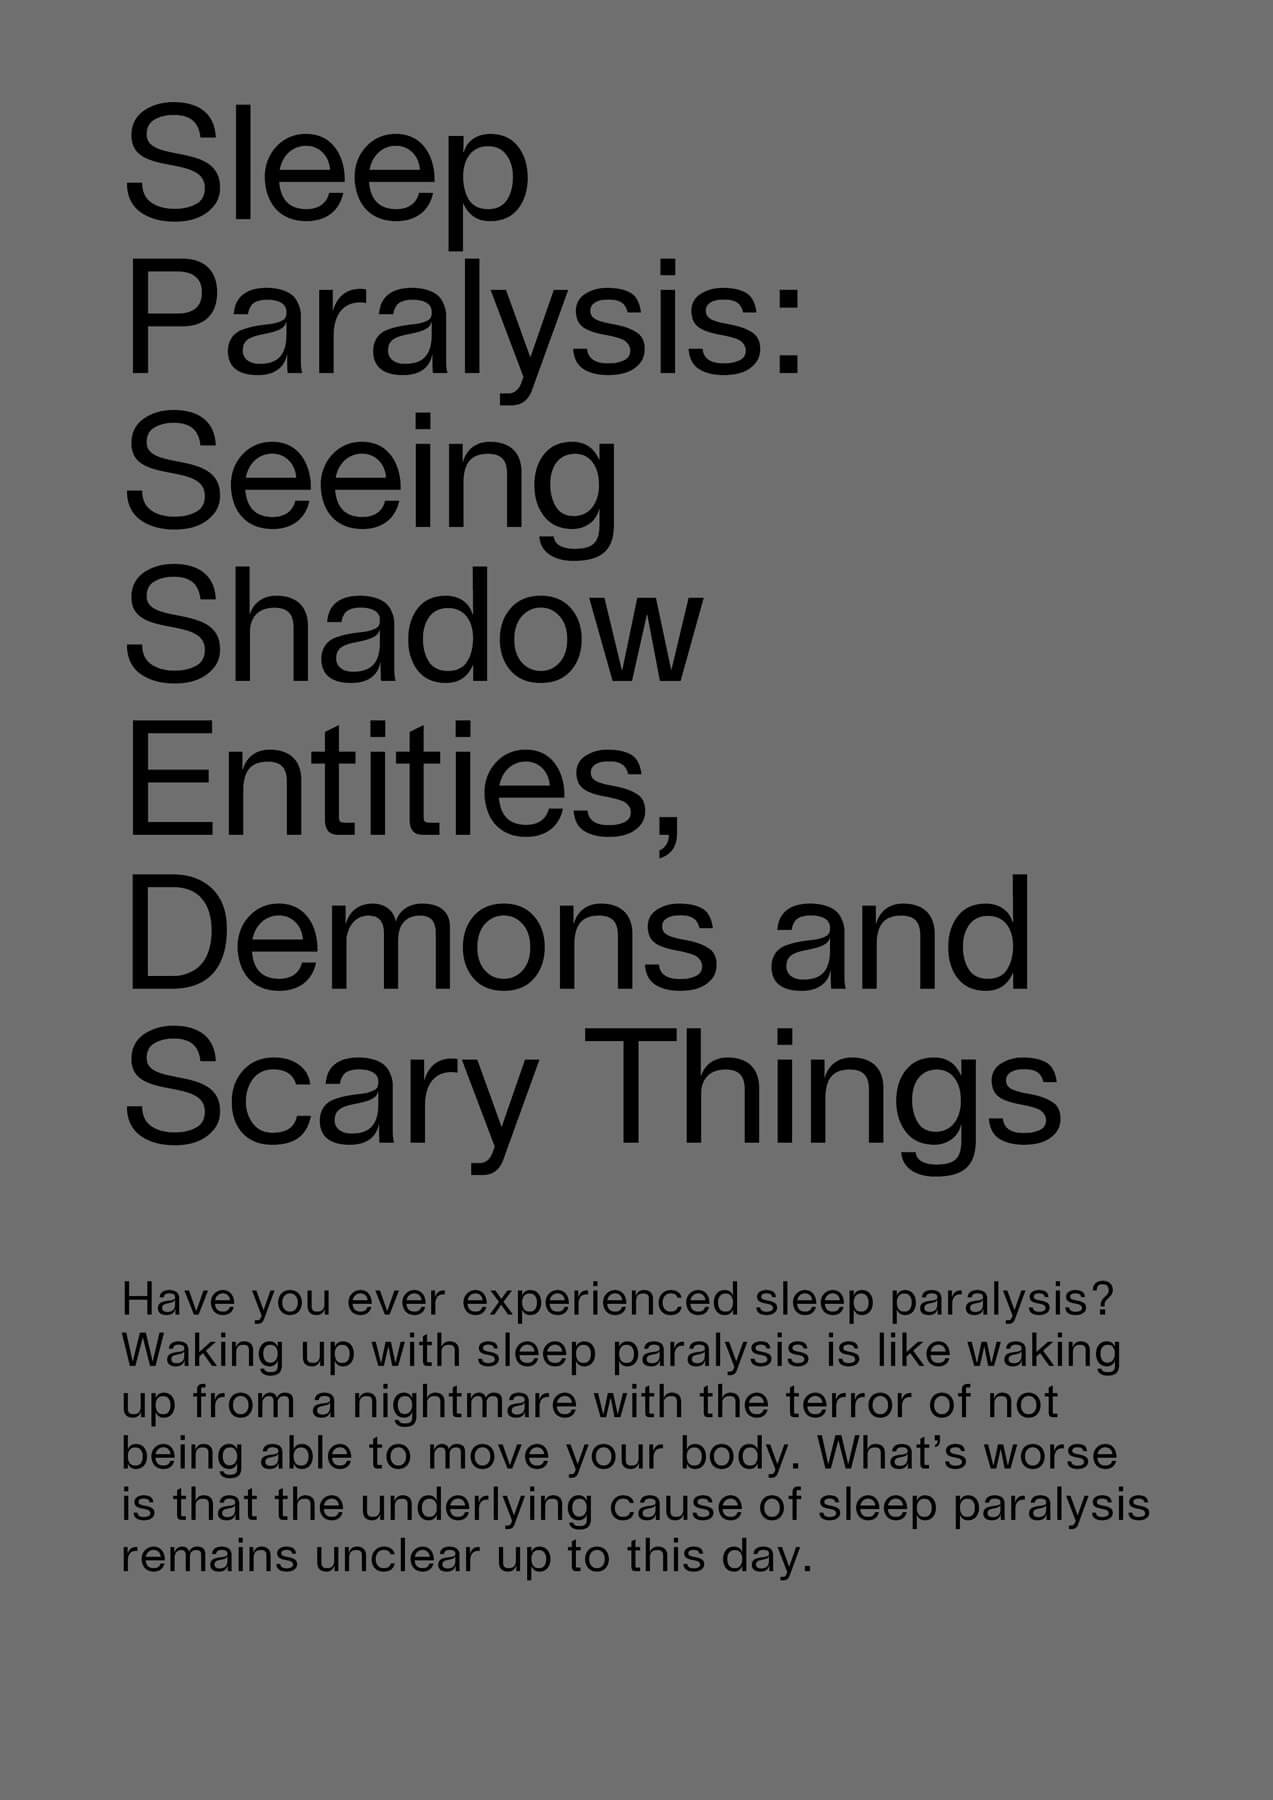 Sleep
Paralysis:
Seeing
Shadow
Entities,
Demons and
Scary Things
Have you ever experienced sleep paralysis?
Waking up with sleep paralysis is like waking
up from a nightmare with the terror of not
being able to move your body. What’s worse
is that the underlying cause of sleep paralysis
remains unclear up to this day.